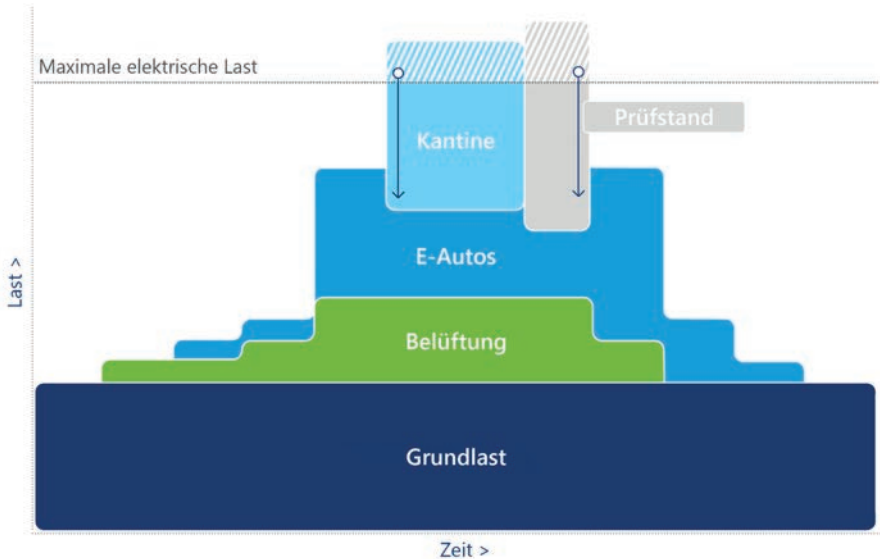 Maximale elektrische Last
Prüfstand
Kantine
E-Autos
Belüftung
Grundlast
Last >
Zeit >